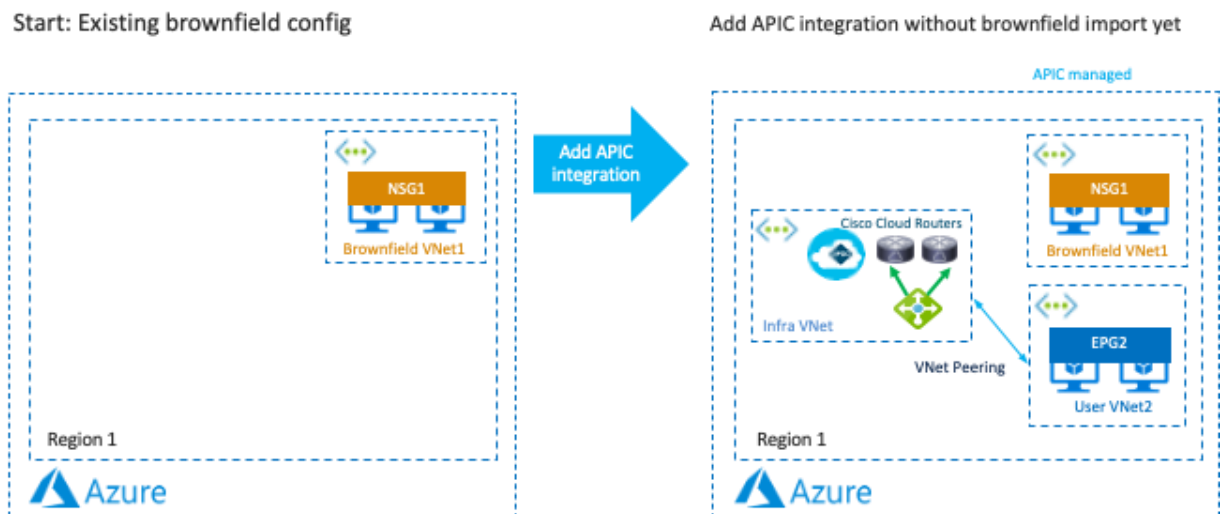 Start: Existing brownfield config
Add APIC integration without brownfield import yet
APIC managed
NSG1
Brownfield VNet1
Region 1
Azure
Add APIC
integration
Cisco Cloud Routers
Infra VNet
VNet Peering
NSG1
Brownfield VNet1
EPG2
User VNet2
Region 1
Azure